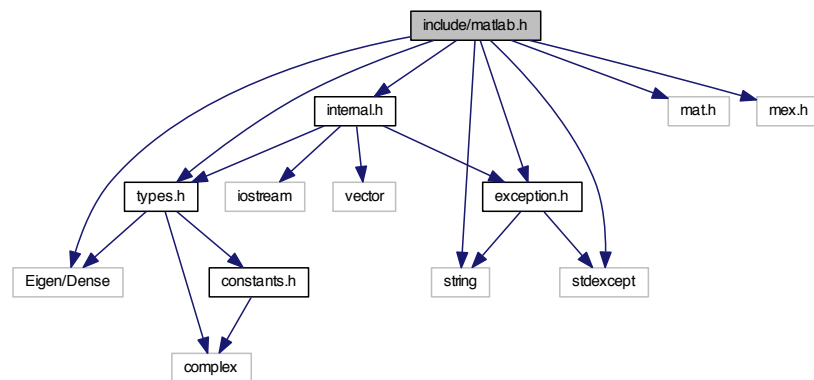 include/matlab.h
internal.h
mat.h
mex.h
types.h
iostream
vector
exception.h
Eigen/Dense
constants.h
string
stdexcept
complex